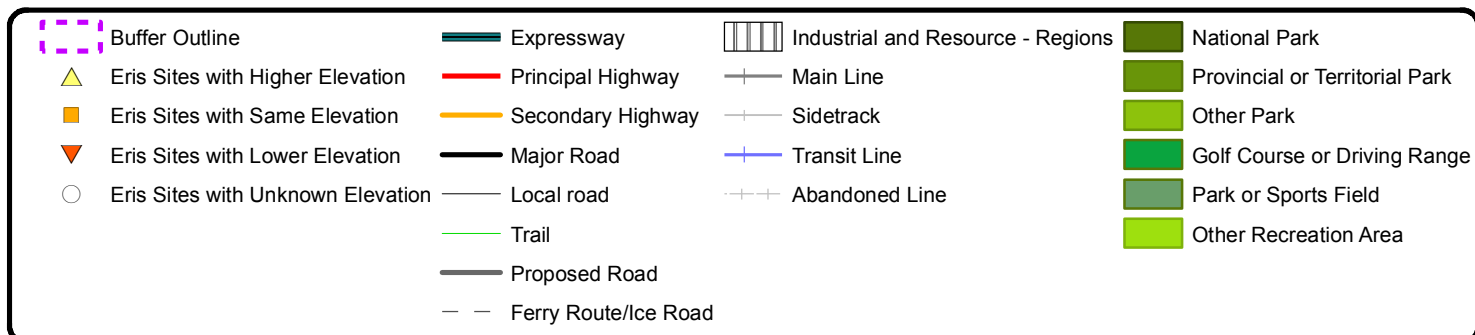 Buffer Outline
Eris Sites with Higher Elevation
Eris Sites with Same Elevation
Eris Sites with Lower Elevation
Eris Sites with Unknown Elevation
Expressway
Principal Highway
Secondary Highway
Major Road
Local road
Trail
Proposed Road
Ferry Route/Ice Road
Industrial and Resource - Regions
Main Line
Sidetrack
Transit Line
Abandoned Line
National Park
Provincial or Territorial Park
Other Park
Golf Course or Driving Range
Park or Sports Field
Other Recreation Area